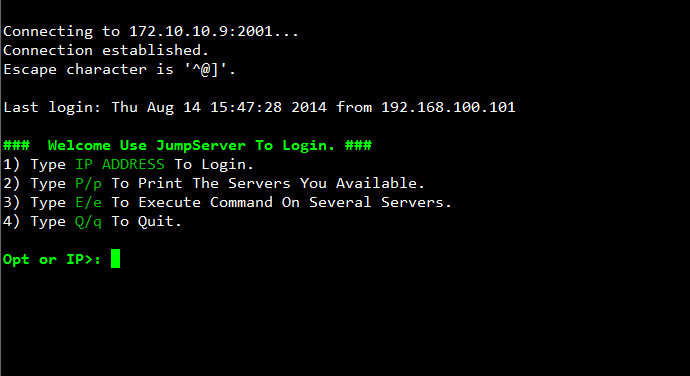 Connecting to 172.10.10.9:2001...
Connection established.
Escape character is '^@]'.
Last login: Thu Aug 14 15:47:28 2014 from 192.168.100.101
###  Welcome Use JumpServer To Login. ###
1) Type IP ADDRESS To Login.
2) Type P/p To Print The Servers You Available.
3) Type E/e To Execute Command On Several Servers.
4) Type Q/q To Quit.
Opt or IP>: